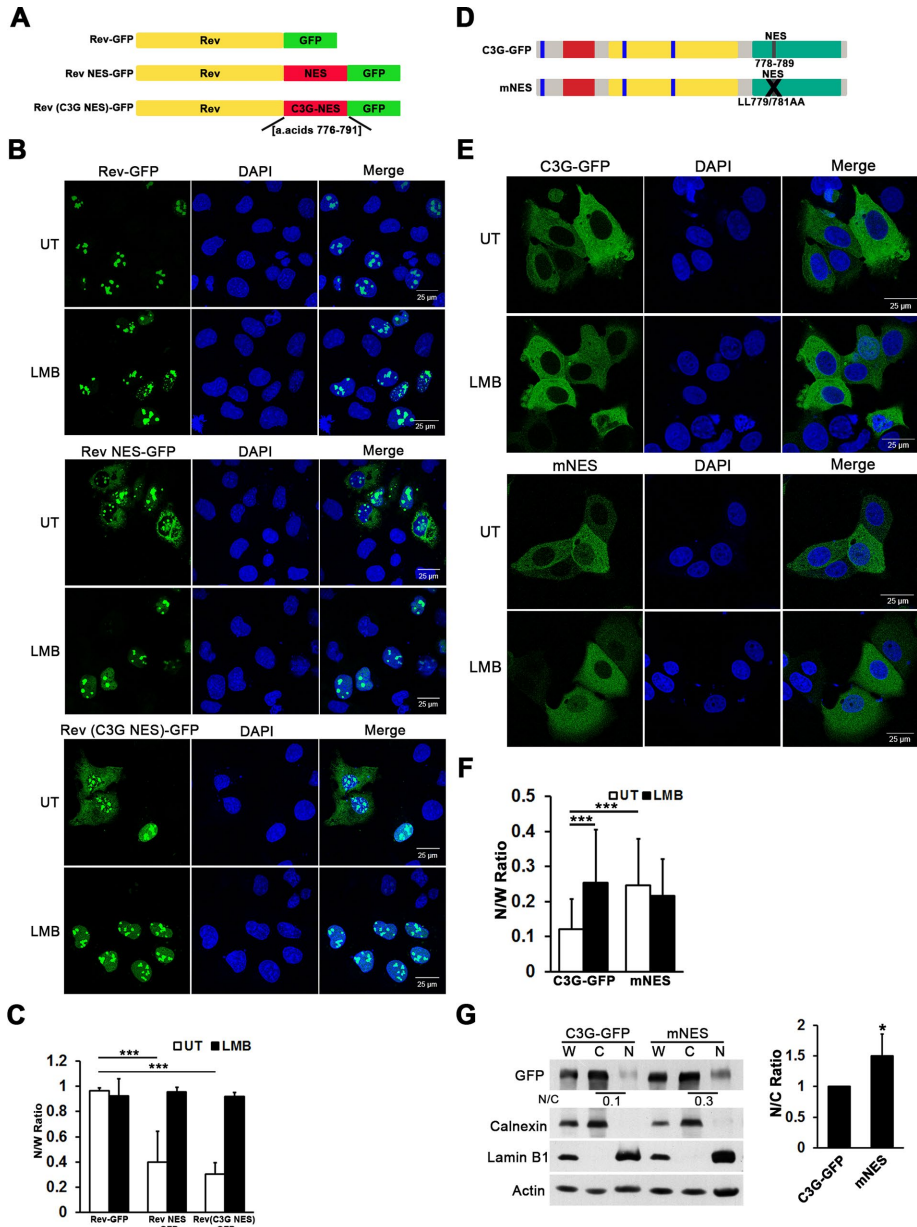 A
Rev-GFP
Rev
GFP
Rev NES-GFP
Rev
NES
GFP
Rev (C3G NES)-GFP
Rev
C3G-NES
GFP
[a.acids 776-791]
B
Rev-GFP
DAPI
Merge
UT
25 µm
LMB
25 µm
Rev NES-GFP
DAPI
Merge
UT
25 µm
LMB
25 µm
Rev (C3G NES)-GFP
DAPI
Merge
UT
25 µm
LMB
25 µm
C
N/W Ratio
1.2
1
0.8
0.6
0.4
0.2
0
***
***
UT
LMB
Rev-GFP
Rev NES
Rev(C3G NES)
D
NES
C3G-GFP
778-789
NES
mNES
LL779/781AA
E
C3G-GFP
DAPI
Merge
UT
25 µm
LMB
25 µm
mNES
DAPI
Merge
UT
25 µm
LMB
25 µm
F
N/W Ratio
0.5
0.4
0.3
0.2
0.1
0
***
***
UT
LMB
C3G-GFP
mNES
G
C3G-GFP
mNES
W C N W C N
GFP
N/C
0.1
0.3
Calnexin
Lamin B1
Actin
N/C Ratio
2
1.5
1
0.5
0
*
C3G-GFP
mNES